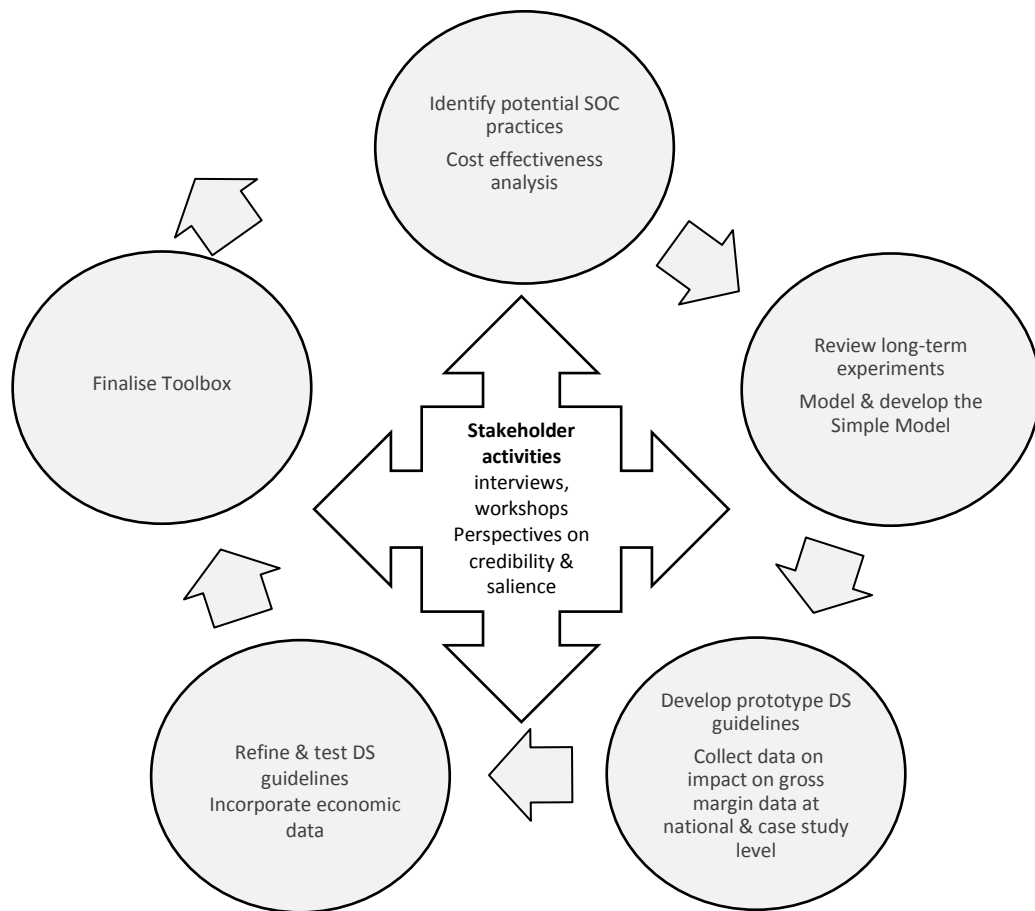 Identify potential SOC
practices
Cost effectiveness
analysis
Review long-term
experiments
Model & develop the
Simple Model
Develop prototype DS
guidelines
Collect data on
impact on gross
margin data at
national & case study
level
Refine & test DS
guidelines
Incorporate economic
data
Finalise Toolbox
Stakeholder
activities
interviews,
workshops
Perspectives on
credibility &
salience